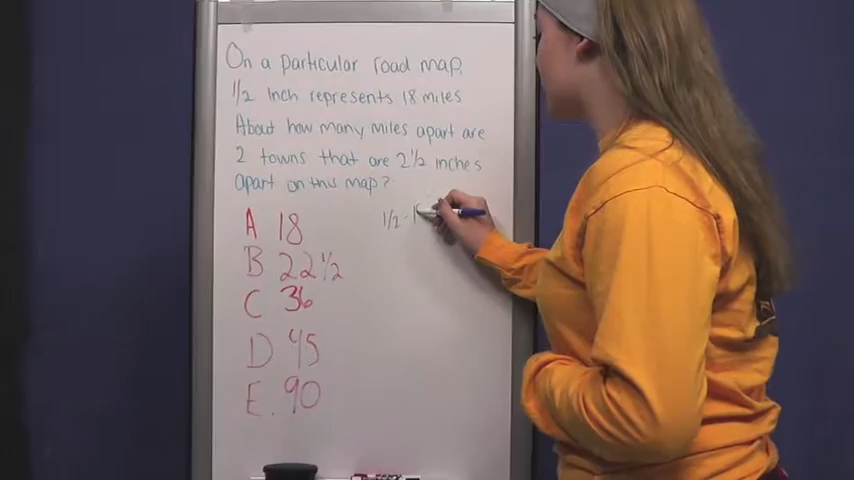 On a particular road map,
1/2 Inch represents 18 miles
About how many miles apart are
2 towns that are 2 1/2 inches
apart on this map?
A 18
B 22 1/2
C 36
D 45
E. 90
1/2 - 1